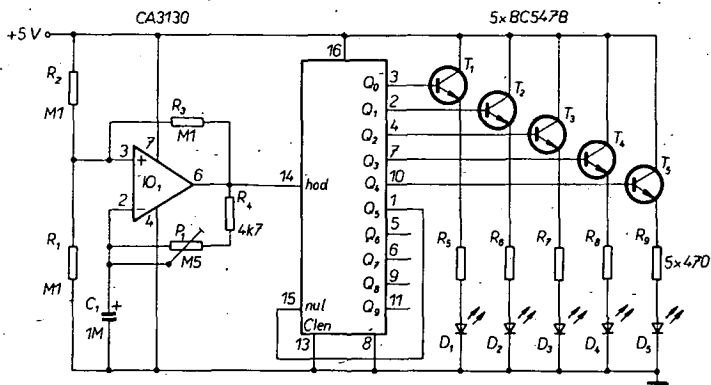 CA3130
5xBC547B
+5 V
16
R2
M1
R3
M1
7
3
+
IO1
6
2
−
4
R4
4k7
P1
M5
R1
M1
C1
+
1M
14
hod
15
nul
Clen
13
8
Q0 3
Q1 2
Q2 4
Q3 7
Q4 10
Q5 1
Q6 5
Q7 6
Q8 9
Q9 11
T1
T2
T3
T4
T5
R5
R6
R7
R8
R9
5×470
D1
D2
D3
D4
D5